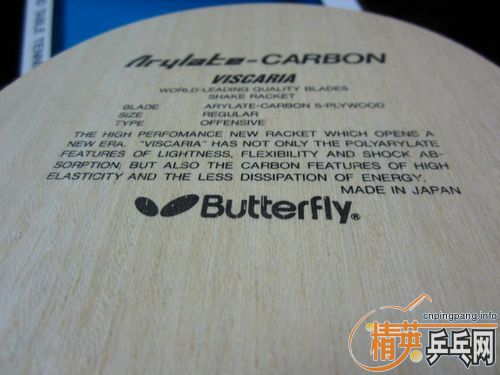 TABLE TENNIS
Arylate-CARBON
VISCARIA
WORLD-LEADING QUALITY BLADES
SHAKE RACKET
BLADE ARYLATE-CARBON 5-PLYWOOD
SIZE REGULAR
TYPE OFFENSIVE
THE HIGH PERFOMANCE NEW RACKET WHICH OPENS A
NEW ERA. "VISCARIA" HAS NOT ONLY THE POLYARYLATE
FEATURES OF LIGHTNESS, FLEXIBILITY AND SHOCK AB-
SORPTION, BUT ALSO THE CARBON FEATURES OF HIGH
ELASTICITY AND THE LESS DISSIPATION OF ENERGY.
MADE IN JAPAN
Butterfly®
cnpingpang.info
精英乒乓网